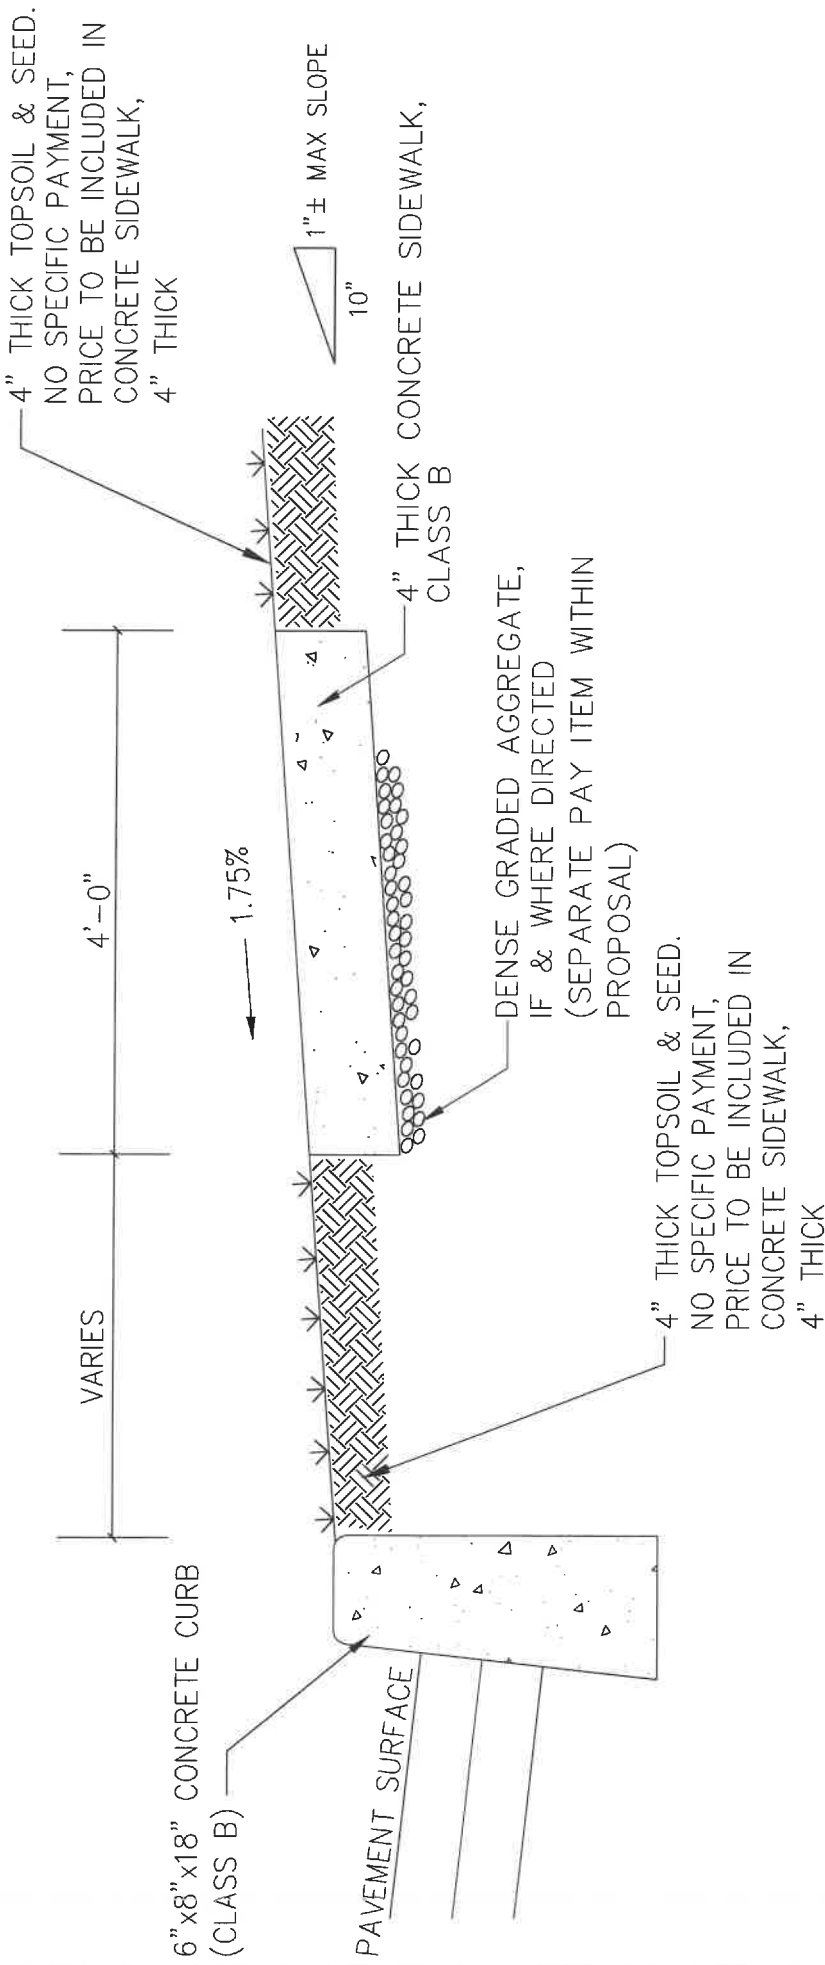 4" THICK TOPSOIL & SEED.
NO SPECIFIC PAYMENT,
PRICE TO BE INCLUDED IN
CONCRETE SIDEWALK,
4" THICK
1"± MAX SLOPE
10"
4'-0"
VARIES
1.75%
4" THICK CONCRETE SIDEWALK,
CLASS B
6"x8"x18" CONCRETE CURB
(CLASS B)
PAVEMENT SURFACE
DENSE GRADED AGGREGATE,
IF & WHERE DIRECTED
(SEPARATE PAY ITEM WITHIN
PROPOSAL)
4" THICK TOPSOIL & SEED.
NO SPECIFIC PAYMENT,
PRICE TO BE INCLUDED IN
CONCRETE SIDEWALK,
4" THICK